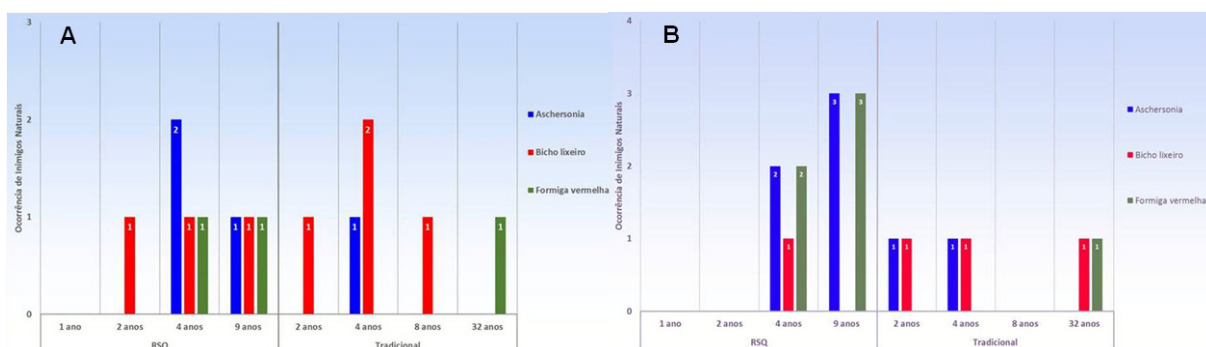 A
Ocorrência de Inimigos Naturais
3
2
1
0
1
2
1
1
1
1
1
1
1
2
1
1
1 ano
2 anos
4 anos
9 anos
2 anos
4 anos
8 anos
32 anos
RSQ
Tradicional
Aschersonia
Bicho lixeiro
Formiga vermelha
B
Ocorrência de Inimigos Naturais
4
3
2
1
0
2
1
2
3
3
1
1
1
1
1
1
1 ano
2 anos
4 anos
9 anos
2 anos
4 anos
8 anos
32 anos
RSQ
Tradicional
Aschersonia
Bicho lixeiro
Formiga vermelha